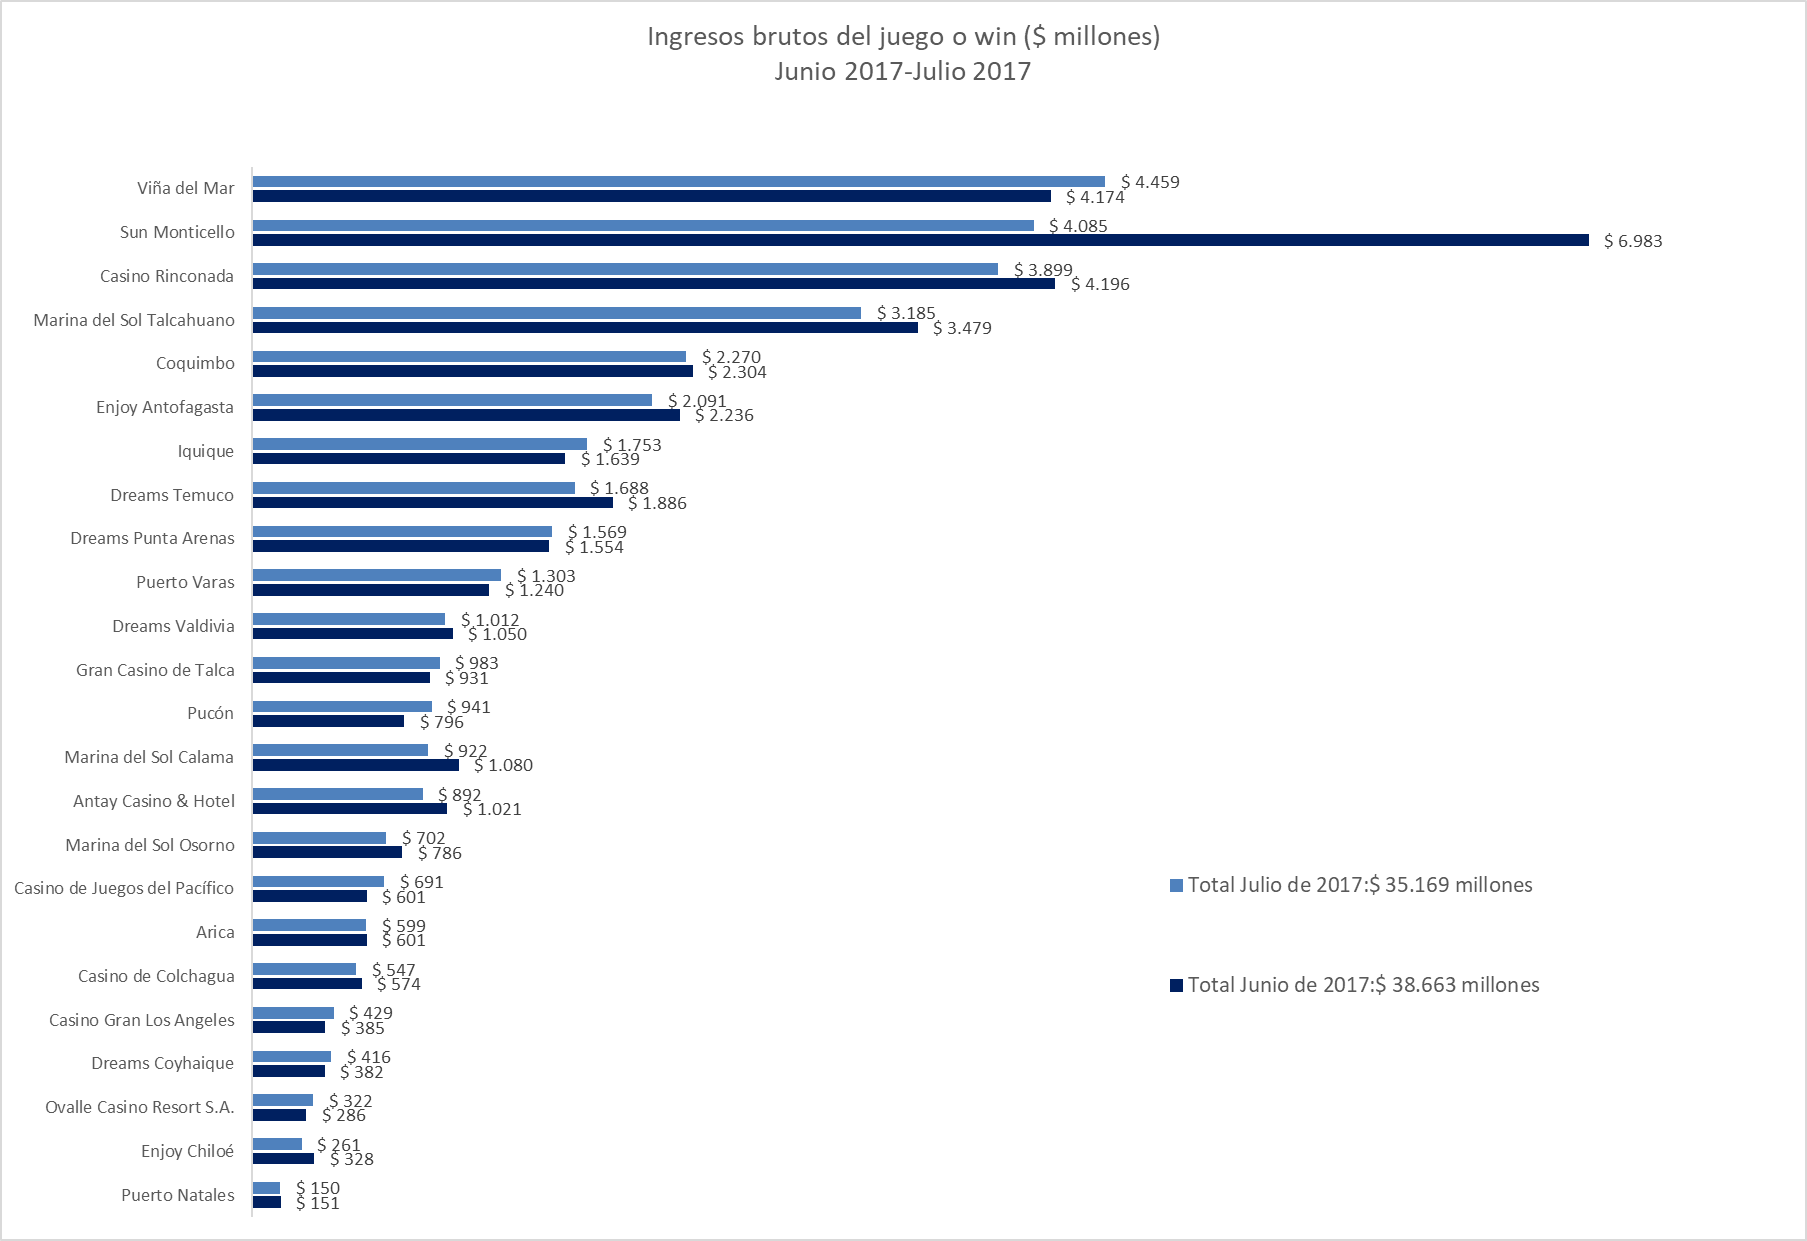 Ingresos brutos del juego o win ($ millones)
Junio 2017-Julio 2017
Viña del Mar
$ 4.459
$ 4.174
Sun Monticello
$ 4.085
$ 6.983
Casino Rinconada
$ 3.899
$ 4.196
Marina del Sol Talcahuano
$ 3.185
$ 3.479
Coquimbo
$ 2.270
$ 2.304
Enjoy Antofagasta
$ 2.091
$ 2.236
Iquique
$ 1.753
$ 1.639
Dreams Temuco
$ 1.688
$ 1.886
Dreams Punta Arenas
$ 1.569
$ 1.554
Puerto Varas
$ 1.303
$ 1.240
Dreams Valdivia
$ 1.012
$ 1.050
Gran Casino de Talca
$ 983
$ 931
Pucón
$ 941
$ 796
Marina del Sol Calama
$ 922
$ 1.080
Antay Casino & Hotel
$ 892
$ 1.021
Marina del Sol Osorno
$ 702
$ 786
Casino de Juegos del Pacífico
$ 691
$ 601
Arica
$ 599
$ 601
Casino de Colchagua
$ 547
$ 574
Casino Gran Los Angeles
$ 429
$ 385
Dreams Coyhaique
$ 416
$ 382
Ovalle Casino Resort S.A.
$ 322
$ 286
Enjoy Chiloé
$ 261
$ 328
Puerto Natales
$ 150
$ 151
Total Julio de 2017:$ 35.169 millones
Total Junio de 2017:$ 38.663 millones